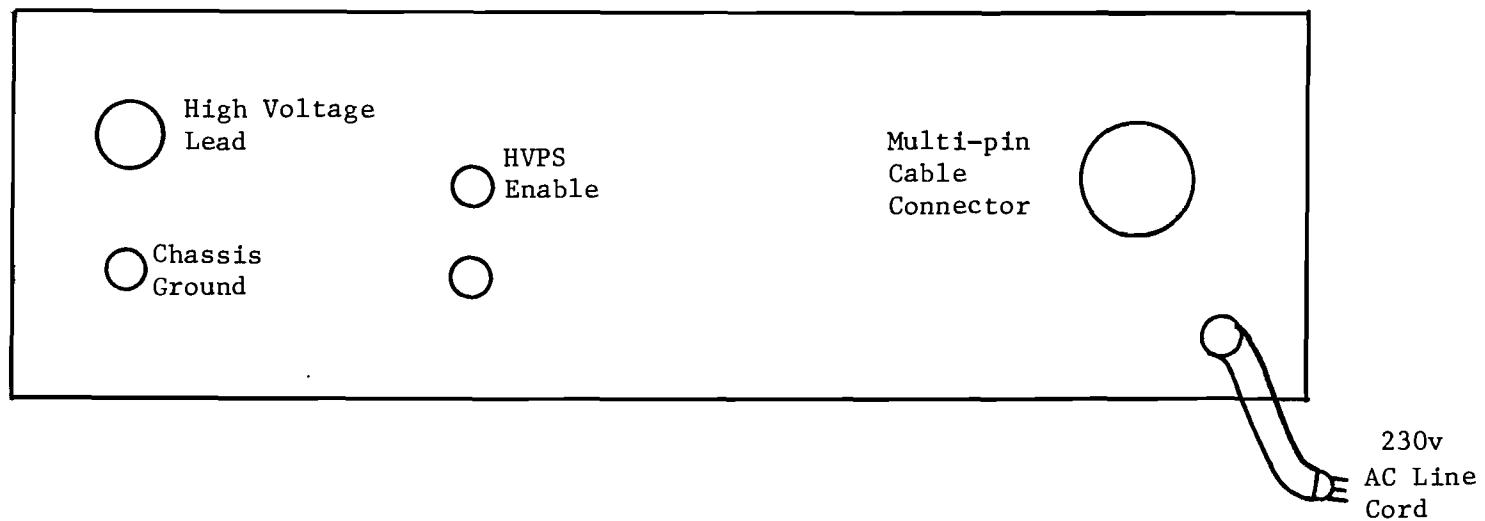 High Voltage
Lead
HVPS
Enable
Multi-pin
Cable
Connector
Chassis
Ground
230v
AC Line
Cord